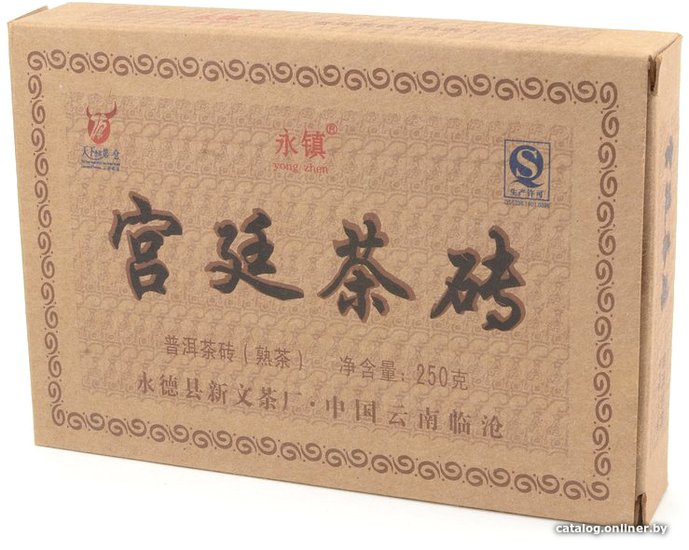 永镇®
yong zhen
生产许可
宫廷茶砖
普洱茶砖（熟茶） 净含量：250克
永德县新文茶厂·中国云南临沧
catalog.onliner.by